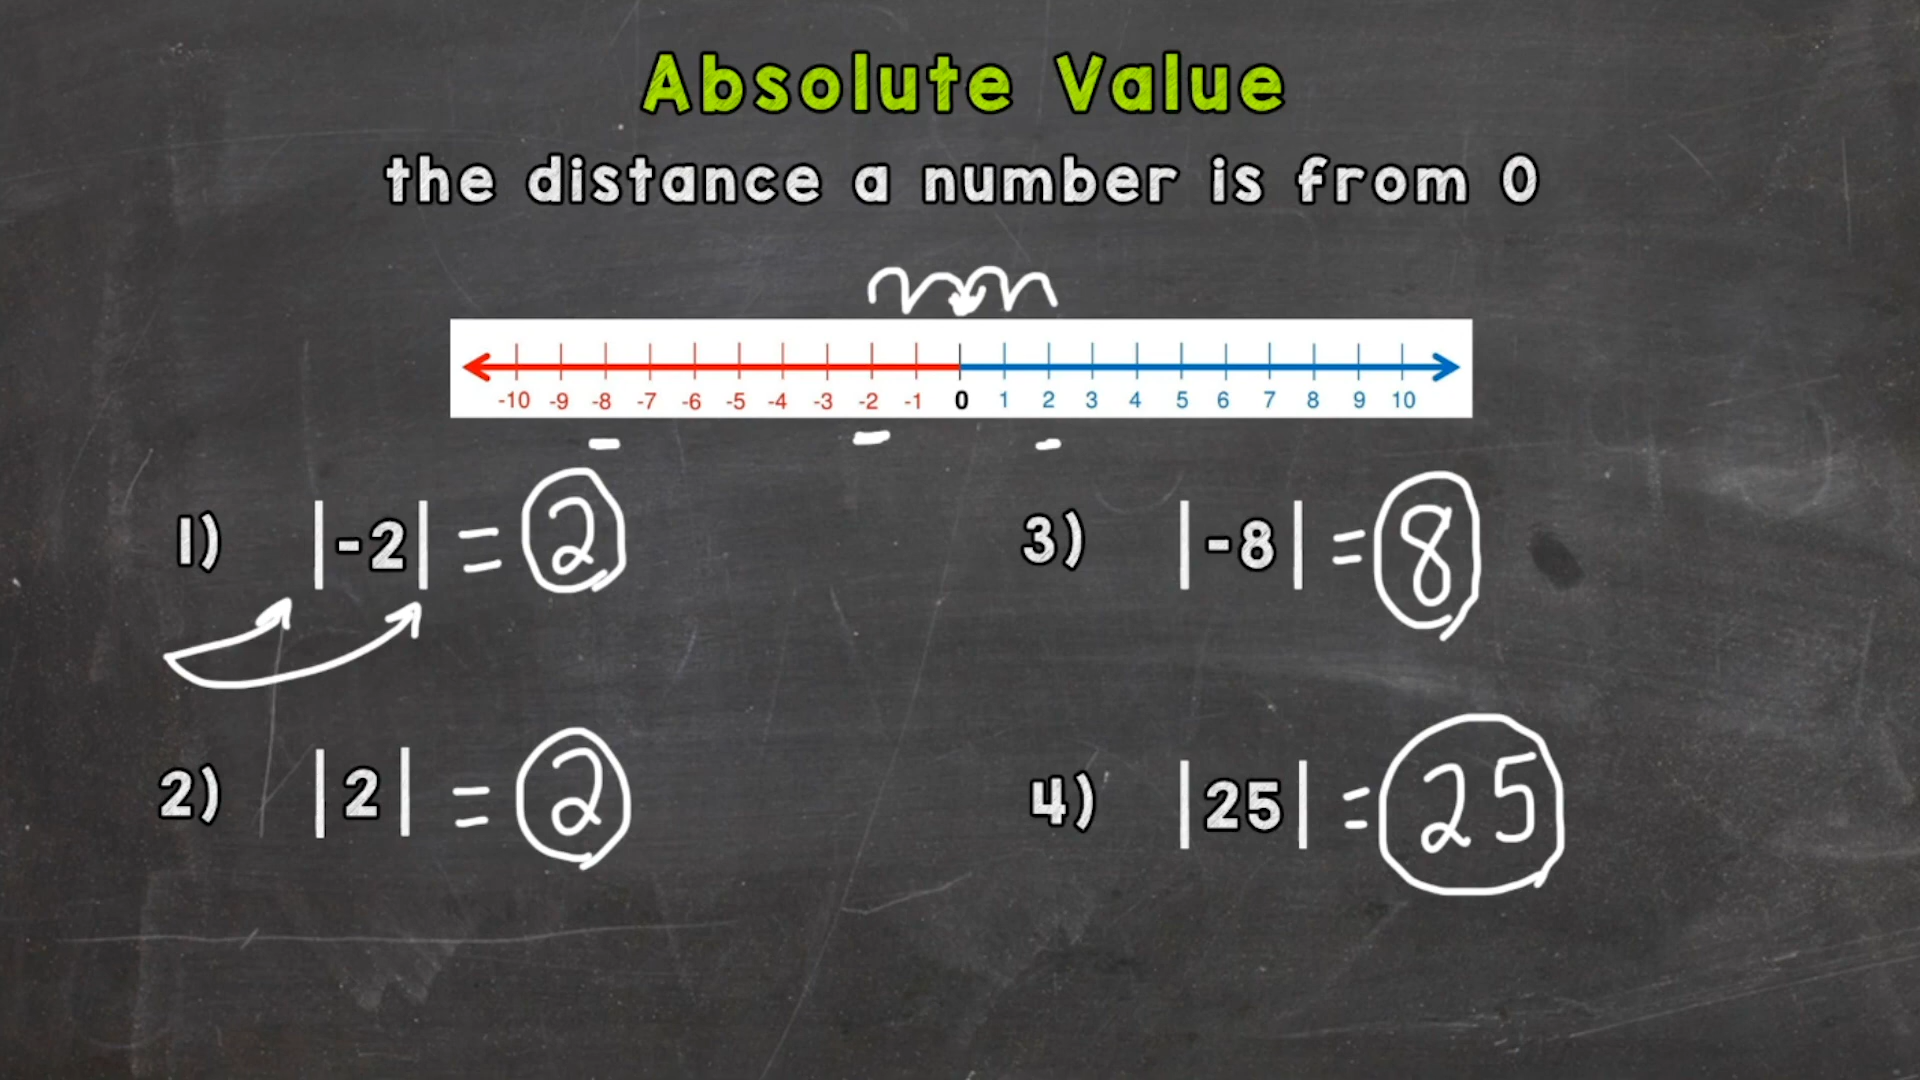 Absolute Value
the distance a number is from 0
-10 -9 -8 -7 -6 -5 -4 -3 -2 -1 0 1 2 3 4 5 6 7 8 9 10
1) |-2| = 2
3) |-8| = 8
2) |2| = 2
4) |25| = 25